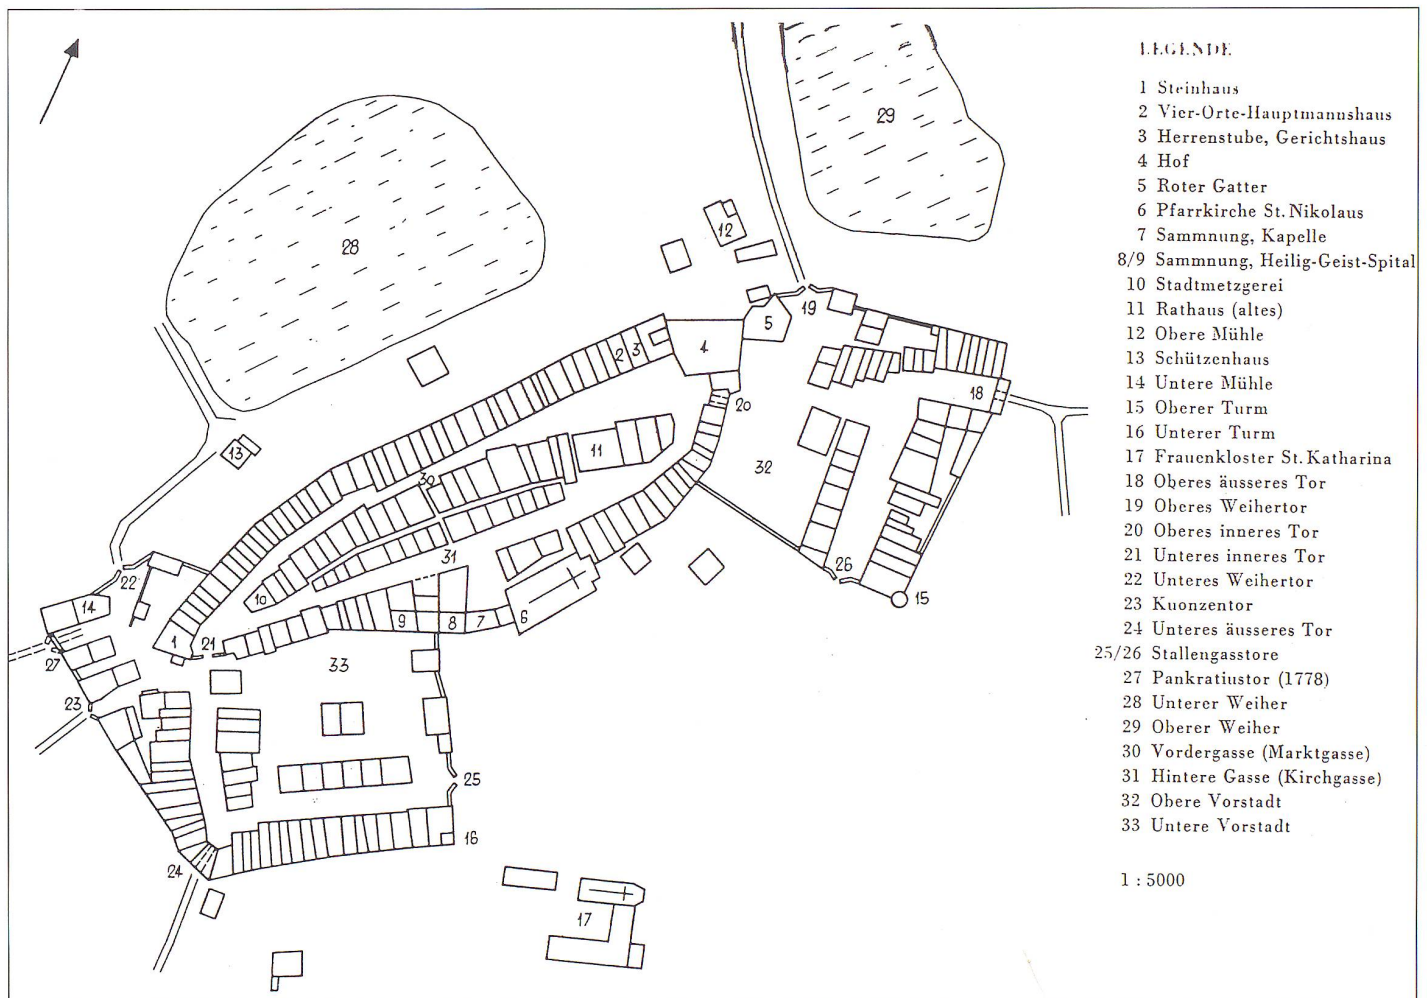 LEGENDE
1 Steinhaus
2 Vier-Orte-Hauptmannshaus
3 Herrenstube, Gerichtshaus
4 Hof
5 Roter Gatter
6 Pfarrkirche St. Nikolaus
7 Sammnung, Kapelle
8/9 Sammnung, Heilig-Geist-Spital
10 Stadtmetzgerei
11 Rathaus (altes)
12 Obere Mühle
13 Schützenhaus
14 Untere Mühle
15 Oberer Turm
16 Unterer Turm
17 Frauenkloster St. Katharina
18 Oberes äusseres Tor
19 Oberes Weihertor
20 Oberes inneres Tor
21 Unteres inneres Tor
22 Unteres Weihertor
23 Kuonzentor
24 Unteres äusseres Tor
25/26 Stallengasstore
27 Pankratiustor (1778)
28 Unterer Weiher
29 Oberer Weiher
30 Vordergasse (Marktgasse)
31 Hintere Gasse (Kirchgasse)
32 Obere Vorstadt
33 Untere Vorstadt
1 : 5000
29
12
28
19
5
4
3
2
18
20
11
13
32
30
31
26
22
10
15
14
9
8
7
6
1
21
27
33
23
25
16
24
17